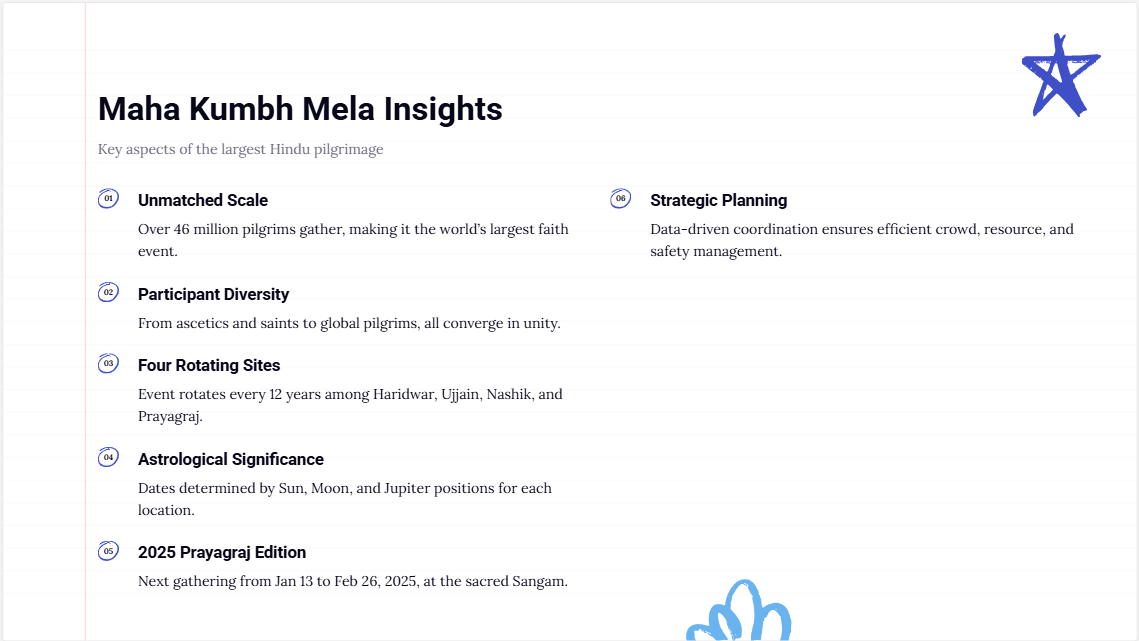 Maha Kumbh Mela Insights
Key aspects of the largest Hindu pilgrimage
01
Unmatched Scale
Over 46 million pilgrims gather, making it the world’s largest faith
event.
02
Participant Diversity
From ascetics and saints to global pilgrims, all converge in unity.
03
Four Rotating Sites
Event rotates every 12 years among Haridwar, Ujjain, Nashik, and
Prayagraj.
04
Astrological Significance
Dates determined by Sun, Moon, and Jupiter positions for each
location.
05
2025 Prayagraj Edition
Next gathering from Jan 13 to Feb 26, 2025, at the sacred Sangam.
06
Strategic Planning
Data-driven coordination ensures efficient crowd, resource, and
safety management.